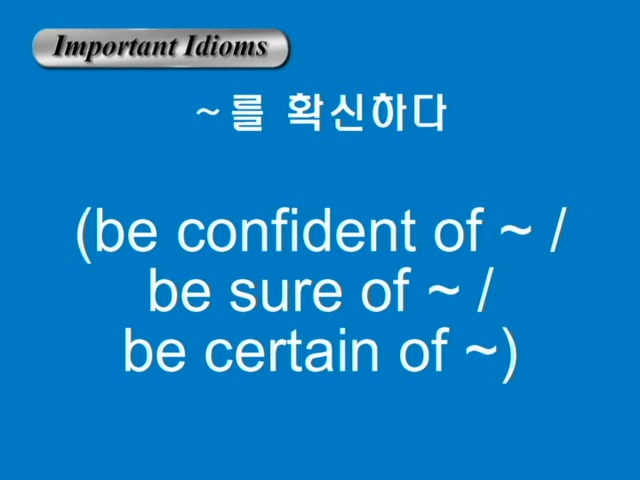 Important Idioms
~를 확신하다
(be confident of ~ /
be sure of ~ /
be certain of ~)